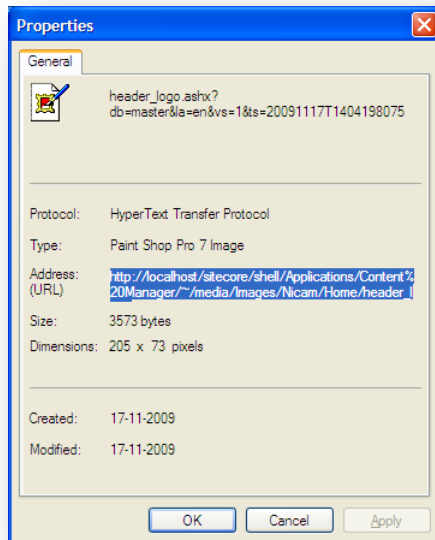 Properties
General
header_logo.ashx?
db=master&la=en&vs=1&ts=20091117T1404198075
Protocol: HyperText Transfer Protocol
Type: Paint Shop Pro 7 Image
Address: http://localhost/sitecore/shell/Applications/Content%
(URL) 20Manager/~/media/Images/Nicam/Home/header_l
Size: 3573 bytes
Dimensions: 205 x 73 pixels
Created: 17-11-2009
Modified: 17-11-2009
OK Cancel Apply